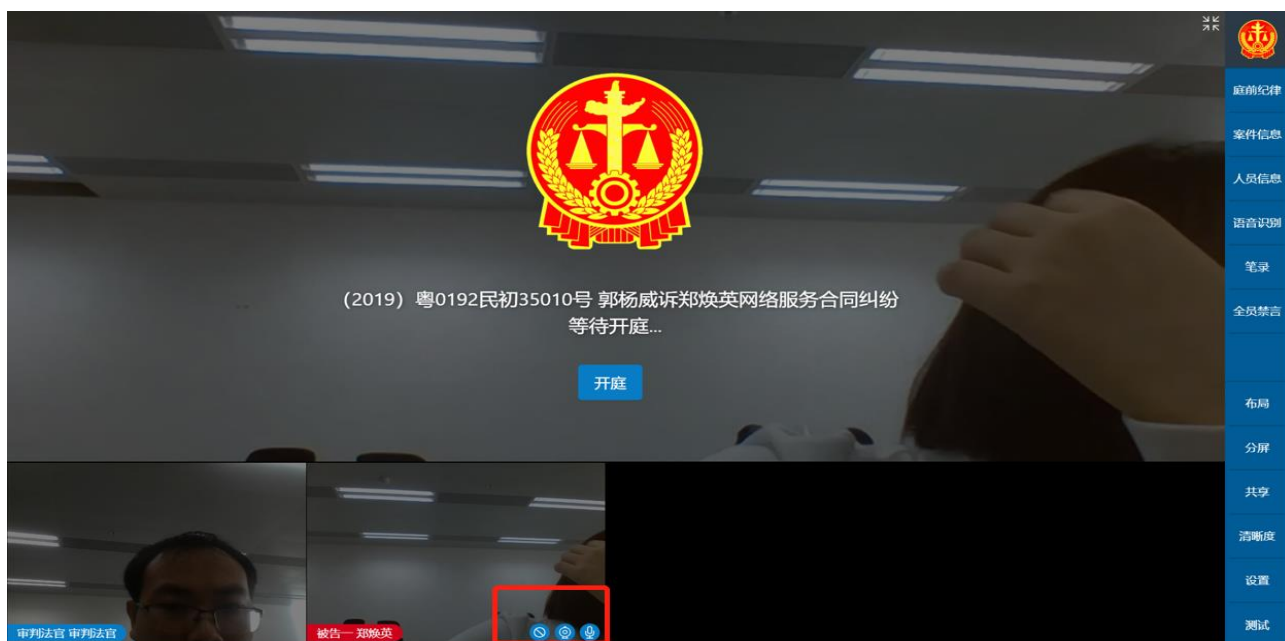 (2019) 粤0192民初35010号 郭杨威诉郑焕英网络服务合同纠纷
等待开庭...
开庭
审判法官 审判法官
被告一 郑焕英
庭前纪律
案件信息
人员信息
语音识别
笔录
全员禁言
布局
分屏
共享
清晰度
设置
测试